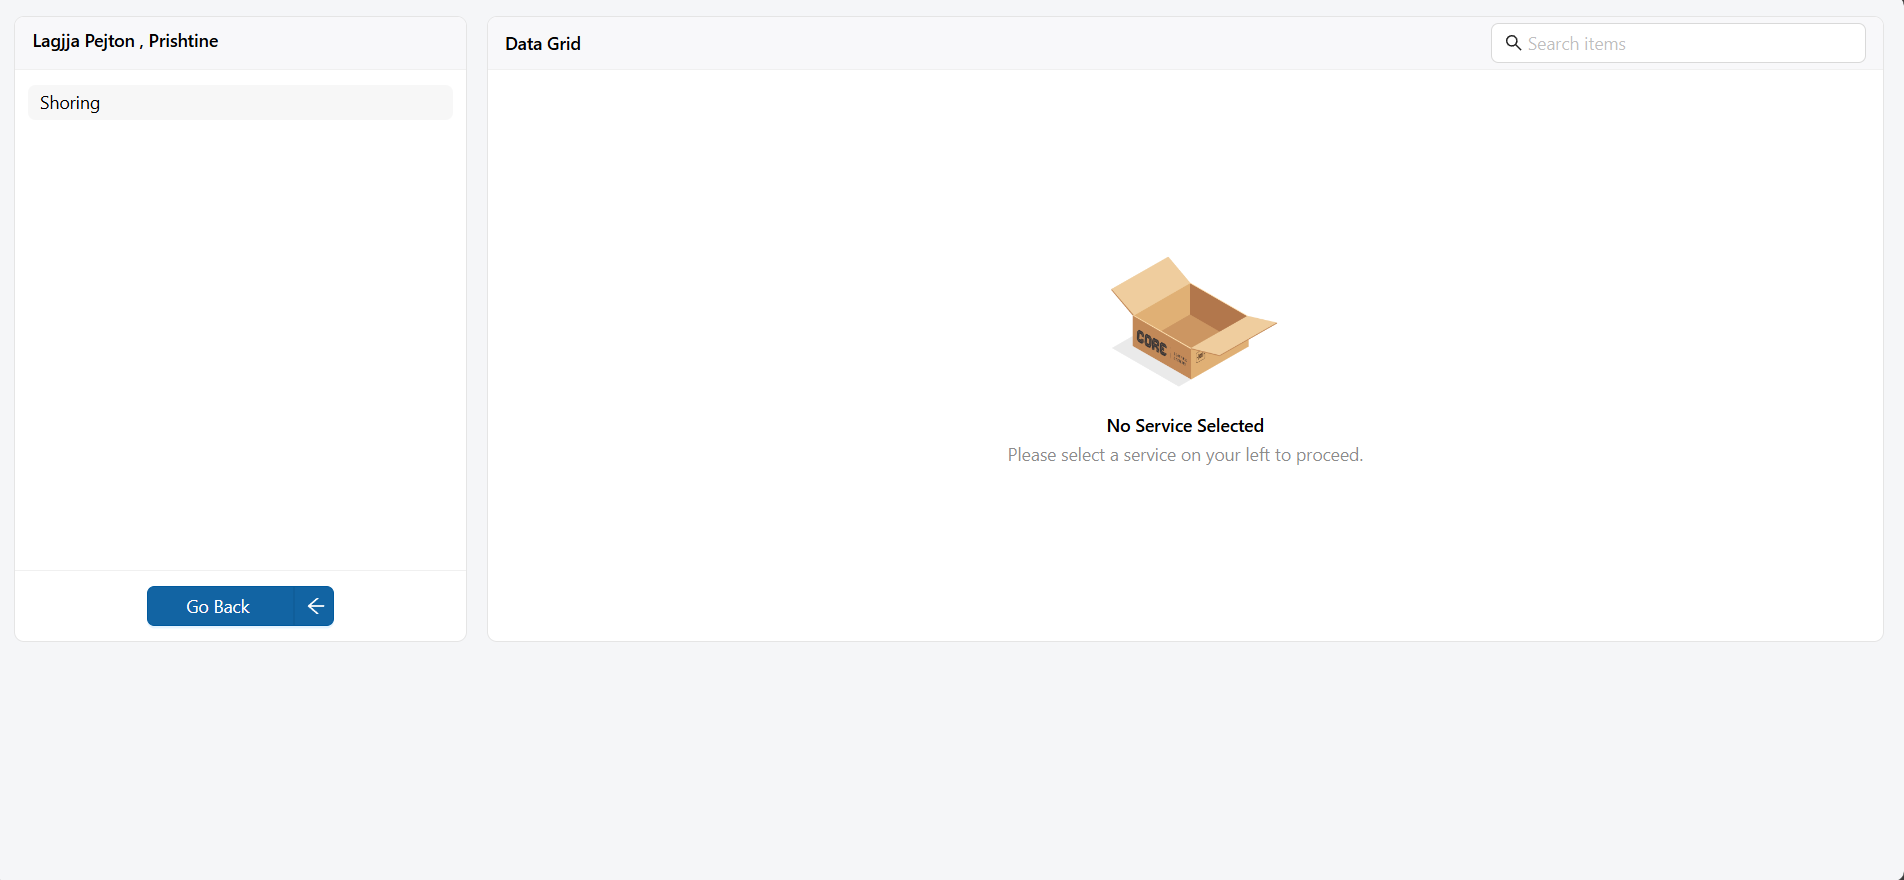 Lagjja Pejton , Prishtine
Shoring
Go Back
Data Grid
Search items
CORE
No Service Selected
Please select a service on your left to proceed.